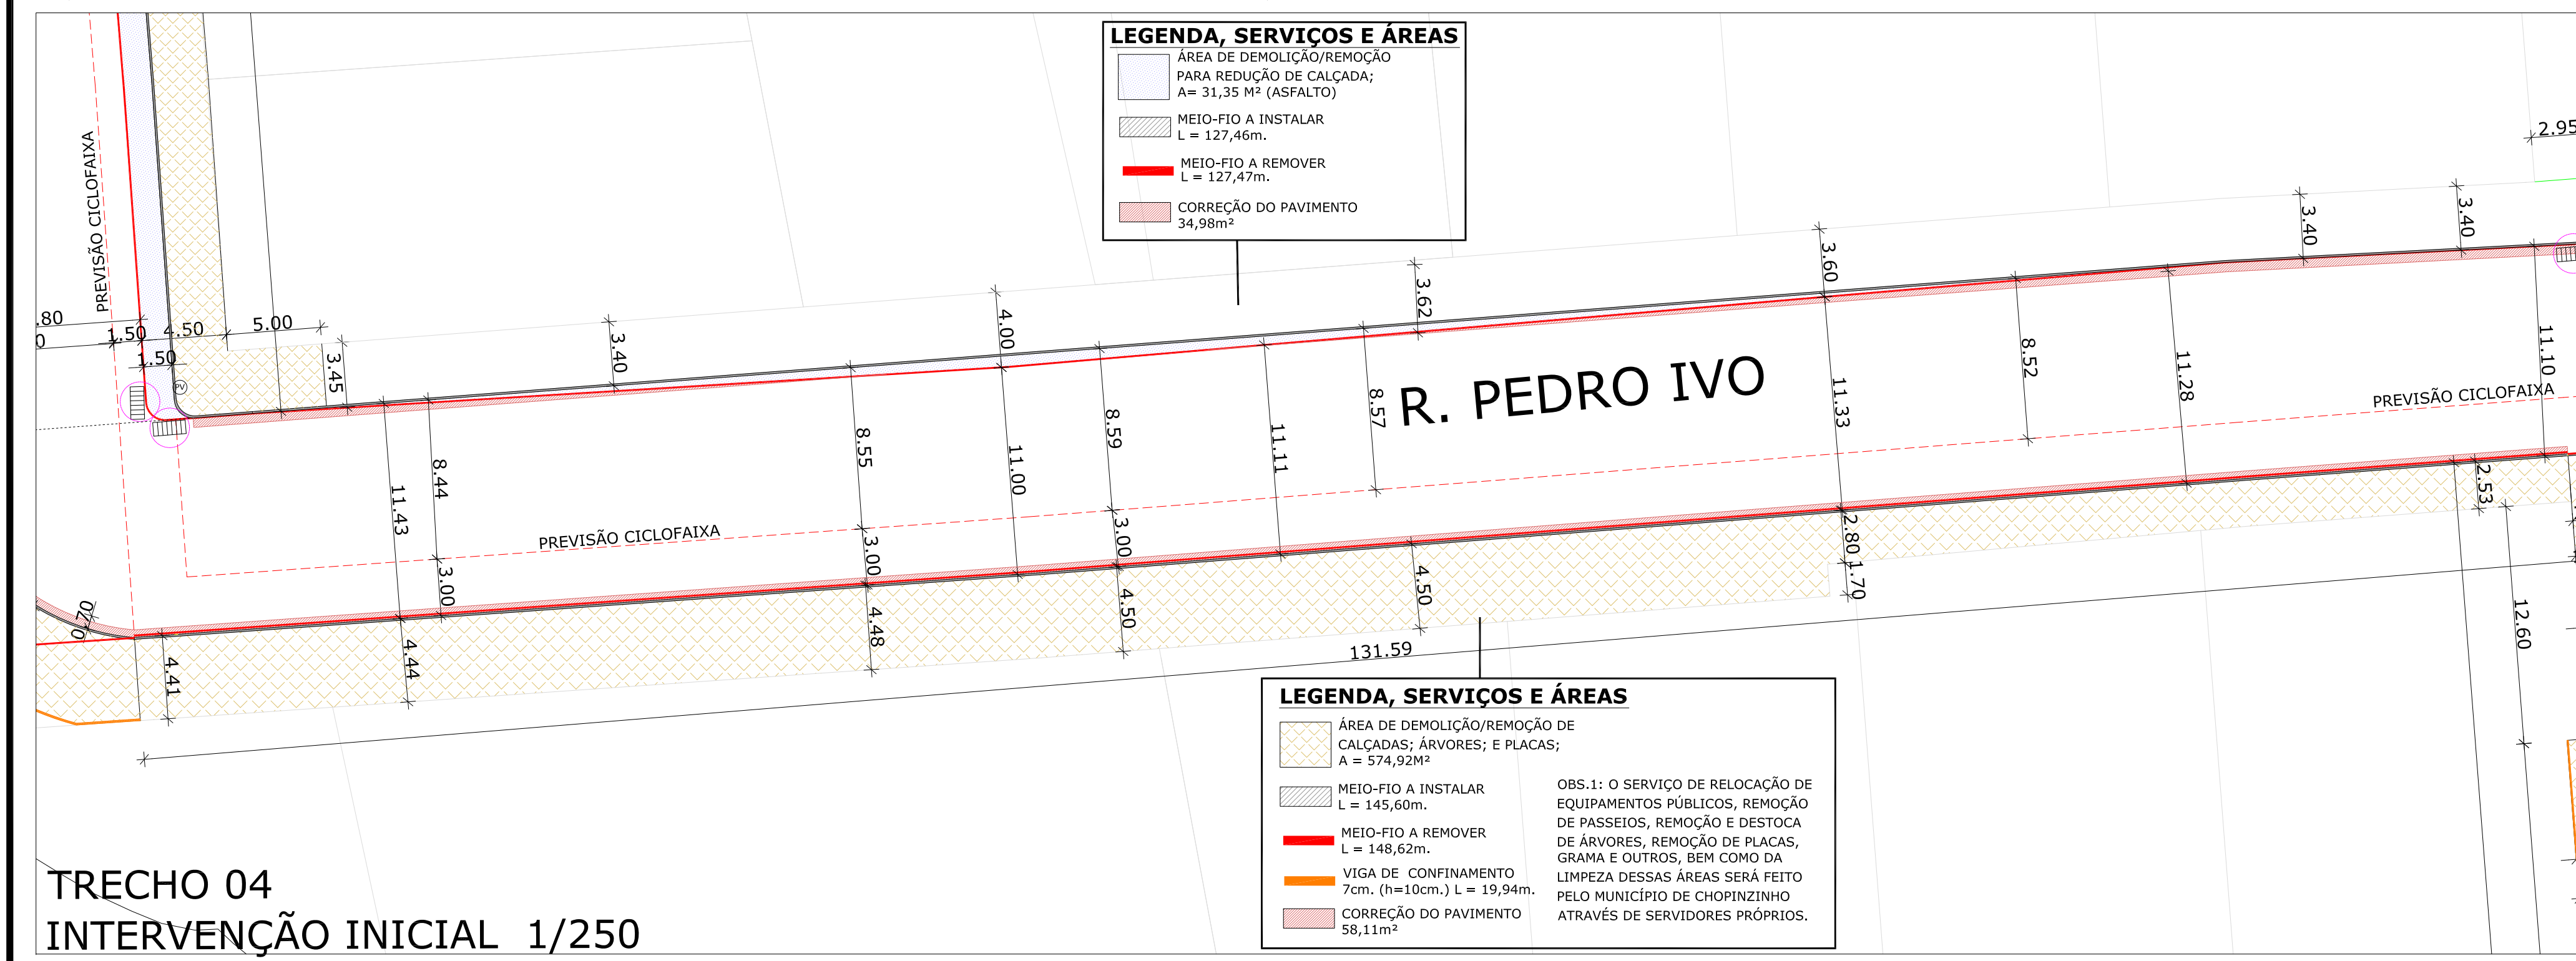 LEGENDA, SERVIÇOS E ÁREAS
ÁREA DE DEMOLIÇÃO/REMOÇÃO
PARA REDUÇÃO DE CALÇADA;
A= 31,35 M² (ASFALTO)
MEIO-FIO A INSTALAR
L = 127,46m.
MEIO-FIO A REMOVER
L = 127,47m.
CORREÇÃO DO PAVIMENTO
34,98m²
PREVISÃO CICLOFAIXA
.80
0
1.50
4.50
5.00
1.50
PV
3.45
3.40
4.00
3.62
3.60
3.40
3.40
2.95
11.43
8.44
3.00
8.55
3.00
11.00
8.59
3.00
11.11
8.57
R. PEDRO IVO
11.33
8.52
11.28
11.10
PREVISÃO CICLOFAIXA
PREVISÃO CICLOFAIXA
0.70
4.41
4.44
4.48
4.50
4.50
2.80
1.70
2.53
12.60
131.59
LEGENDA, SERVIÇOS E ÁREAS
ÁREA DE DEMOLIÇÃO/REMOÇÃO DE
CALÇADAS; ÁRVORES; E PLACAS;
A = 574,92M²
MEIO-FIO A INSTALAR
L = 145,60m.
MEIO-FIO A REMOVER
L = 148,62m.
VIGA DE CONFINAMENTO
7cm. (h=10cm.) L = 19,94m.
CORREÇÃO DO PAVIMENTO
58,11m²
OBS.1: O SERVIÇO DE RELOCAÇÃO DE
EQUIPAMENTOS PÚBLICOS, REMOÇÃO
DE PASSEIOS, REMOÇÃO E DESTOCA
DE ÁRVORES, REMOÇÃO DE PLACAS,
GRAMA E OUTROS, BEM COMO DA
LIMPEZA DESSAS ÁREAS SERÁ FEITO
PELO MUNICÍPIO DE CHOPINZINHO
ATRAVÉS DE SERVIDORES PRÓPRIOS.
TRECHO 04
INTERVENÇÃO INICIAL 1/250